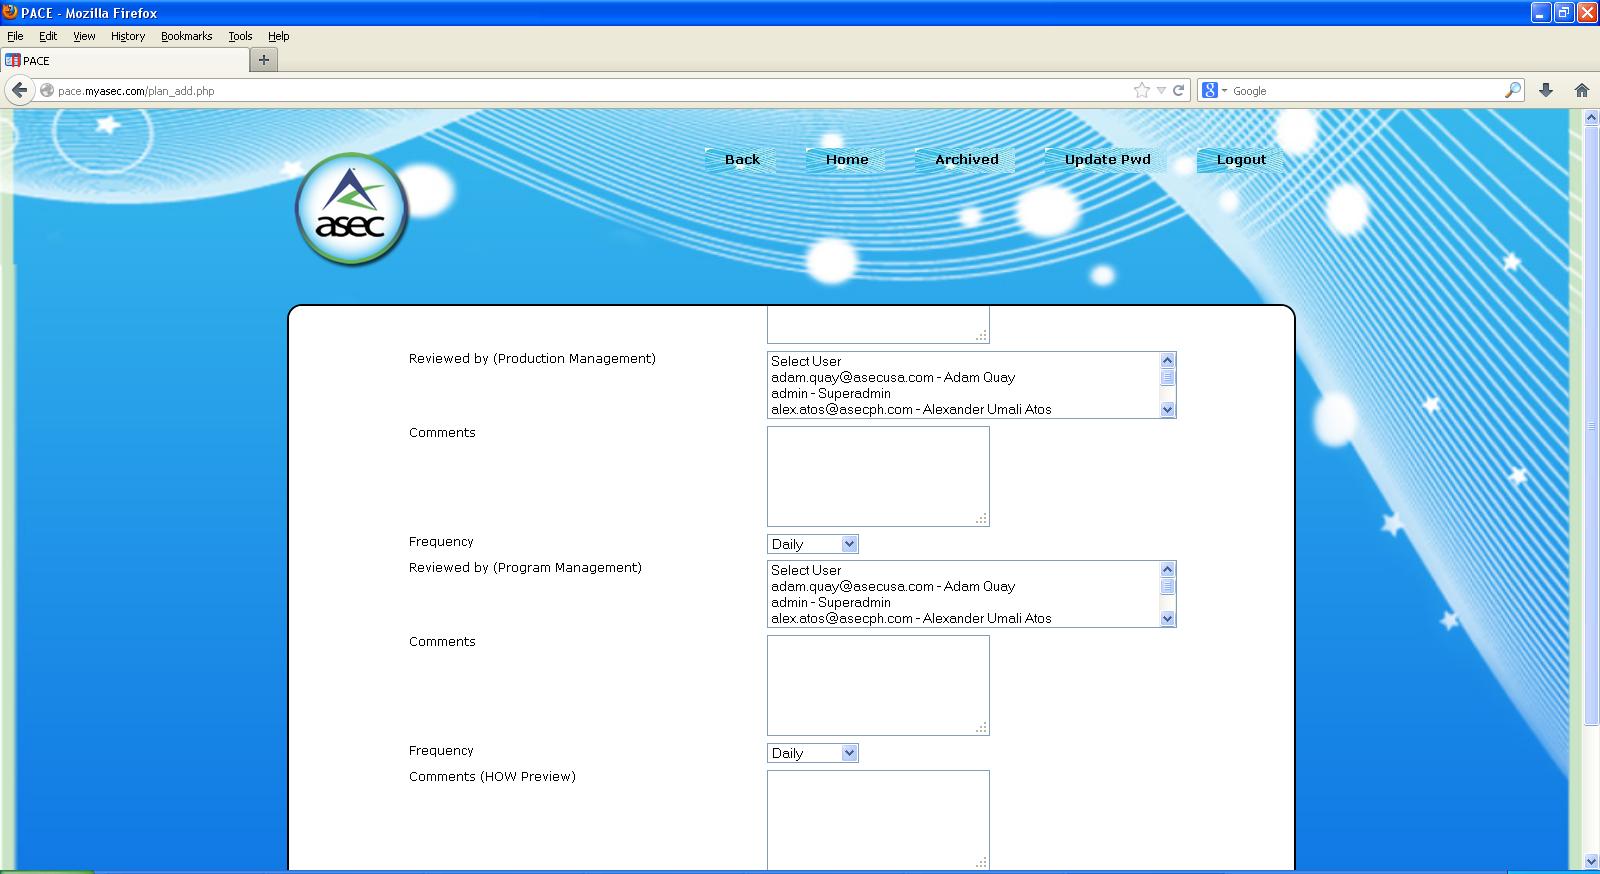 PACE - Mozilla Firefox
File Edit View History Bookmarks Tools Help
PACE
pace.myasec.com/plan_add.php
8 Google
Back Home Archived Update Pwd Logout
asec
Reviewed by (Production Management)
Select User
adam.quay@asecusa.com - Adam Quay
admin - Superadmin
alex.atos@asecph.com - Alexander Umali Atos
Comments
Frequency Daily
Reviewed by (Program Management)
Select User
adam.quay@asecusa.com - Adam Quay
admin - Superadmin
alex.atos@asecph.com - Alexander Umali Atos
Comments
Frequency Daily
Comments (HOW Preview)